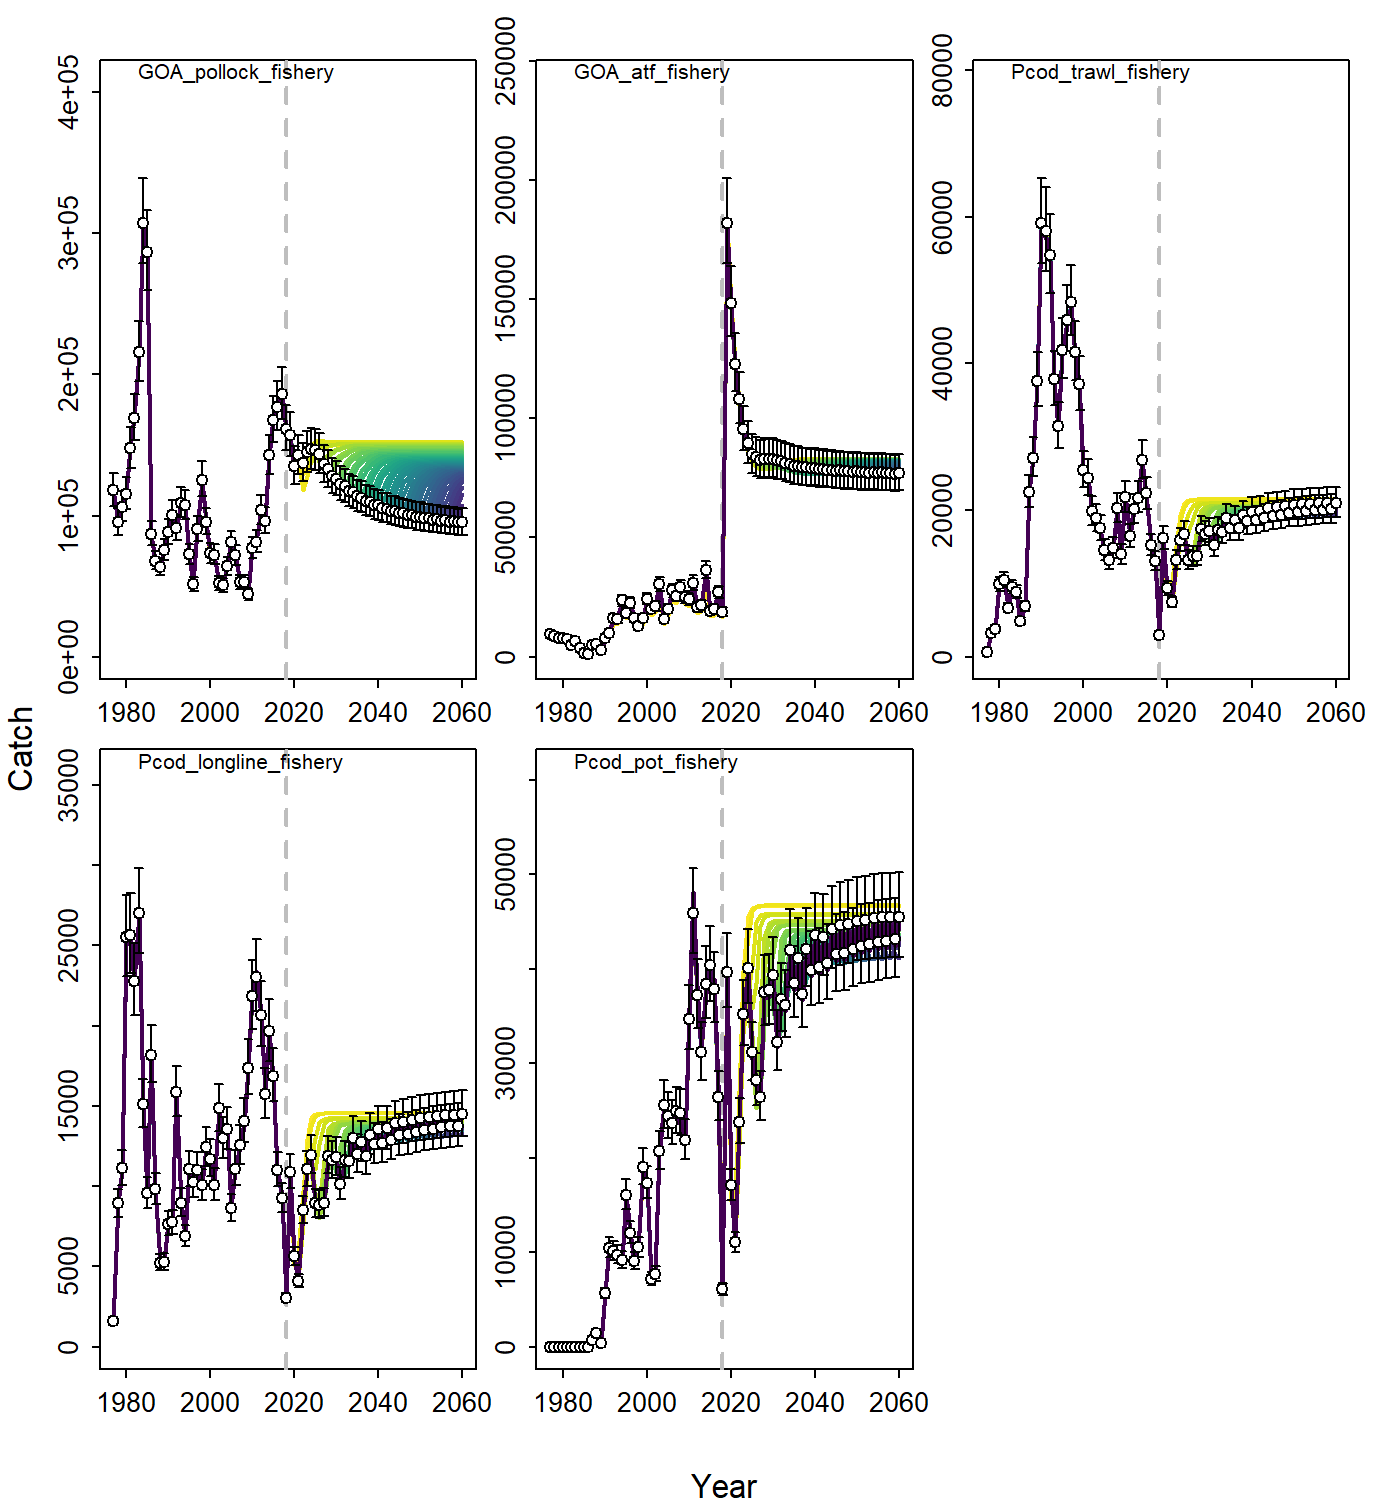 GOA_pollock_fishery
0e+00 1e+05 2e+05 3e+05 4e+05
1980 2000 2020 2040 2060
GOA_atf_fishery
0 50000 100000 150000 200000 250000
1980 2000 2020 2040 2060
Pcod_trawl_fishery
0 20000 40000 60000 80000
1980 2000 2020 2040 2060
Catch
Pcod_longline_fishery
0 5000 15000 25000 35000
1980 2000 2020 2040 2060
Pcod_pot_fishery
0 10000 30000 50000
1980 2000 2020 2040 2060
Year